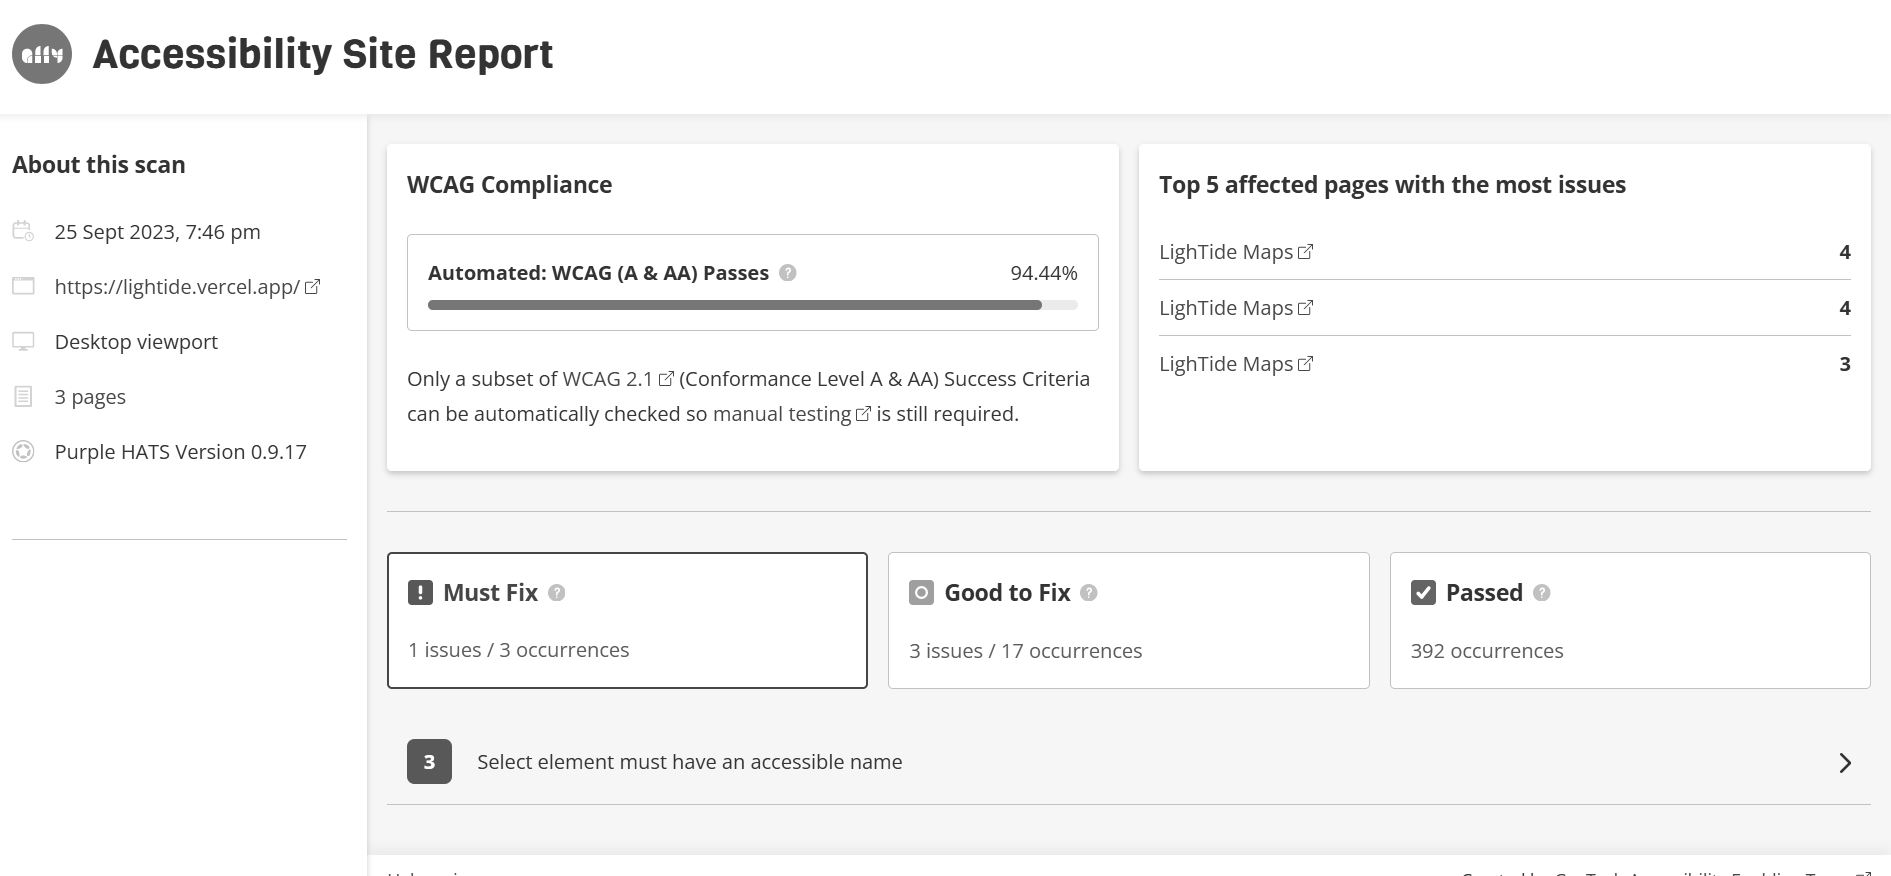 a11y
Accessibility Site Report
About this scan
25 Sept 2023, 7:46 pm
https://lightide.vercel.app/
Desktop viewport
3 pages
Purple HATS Version 0.9.17
WCAG Compliance
Automated: WCAG (A & AA) Passes ?
94.44%
Only a subset of WCAG 2.1 (Conformance Level A & AA) Success Criteria
can be automatically checked so manual testing is still required.
Top 5 affected pages with the most issues
LighTide Maps 4
LighTide Maps 4
LighTide Maps 3
! Must Fix ?
1 issues / 3 occurrences
Good to Fix ?
3 issues / 17 occurrences
Passed ?
392 occurrences
3 Select element must have an accessible name